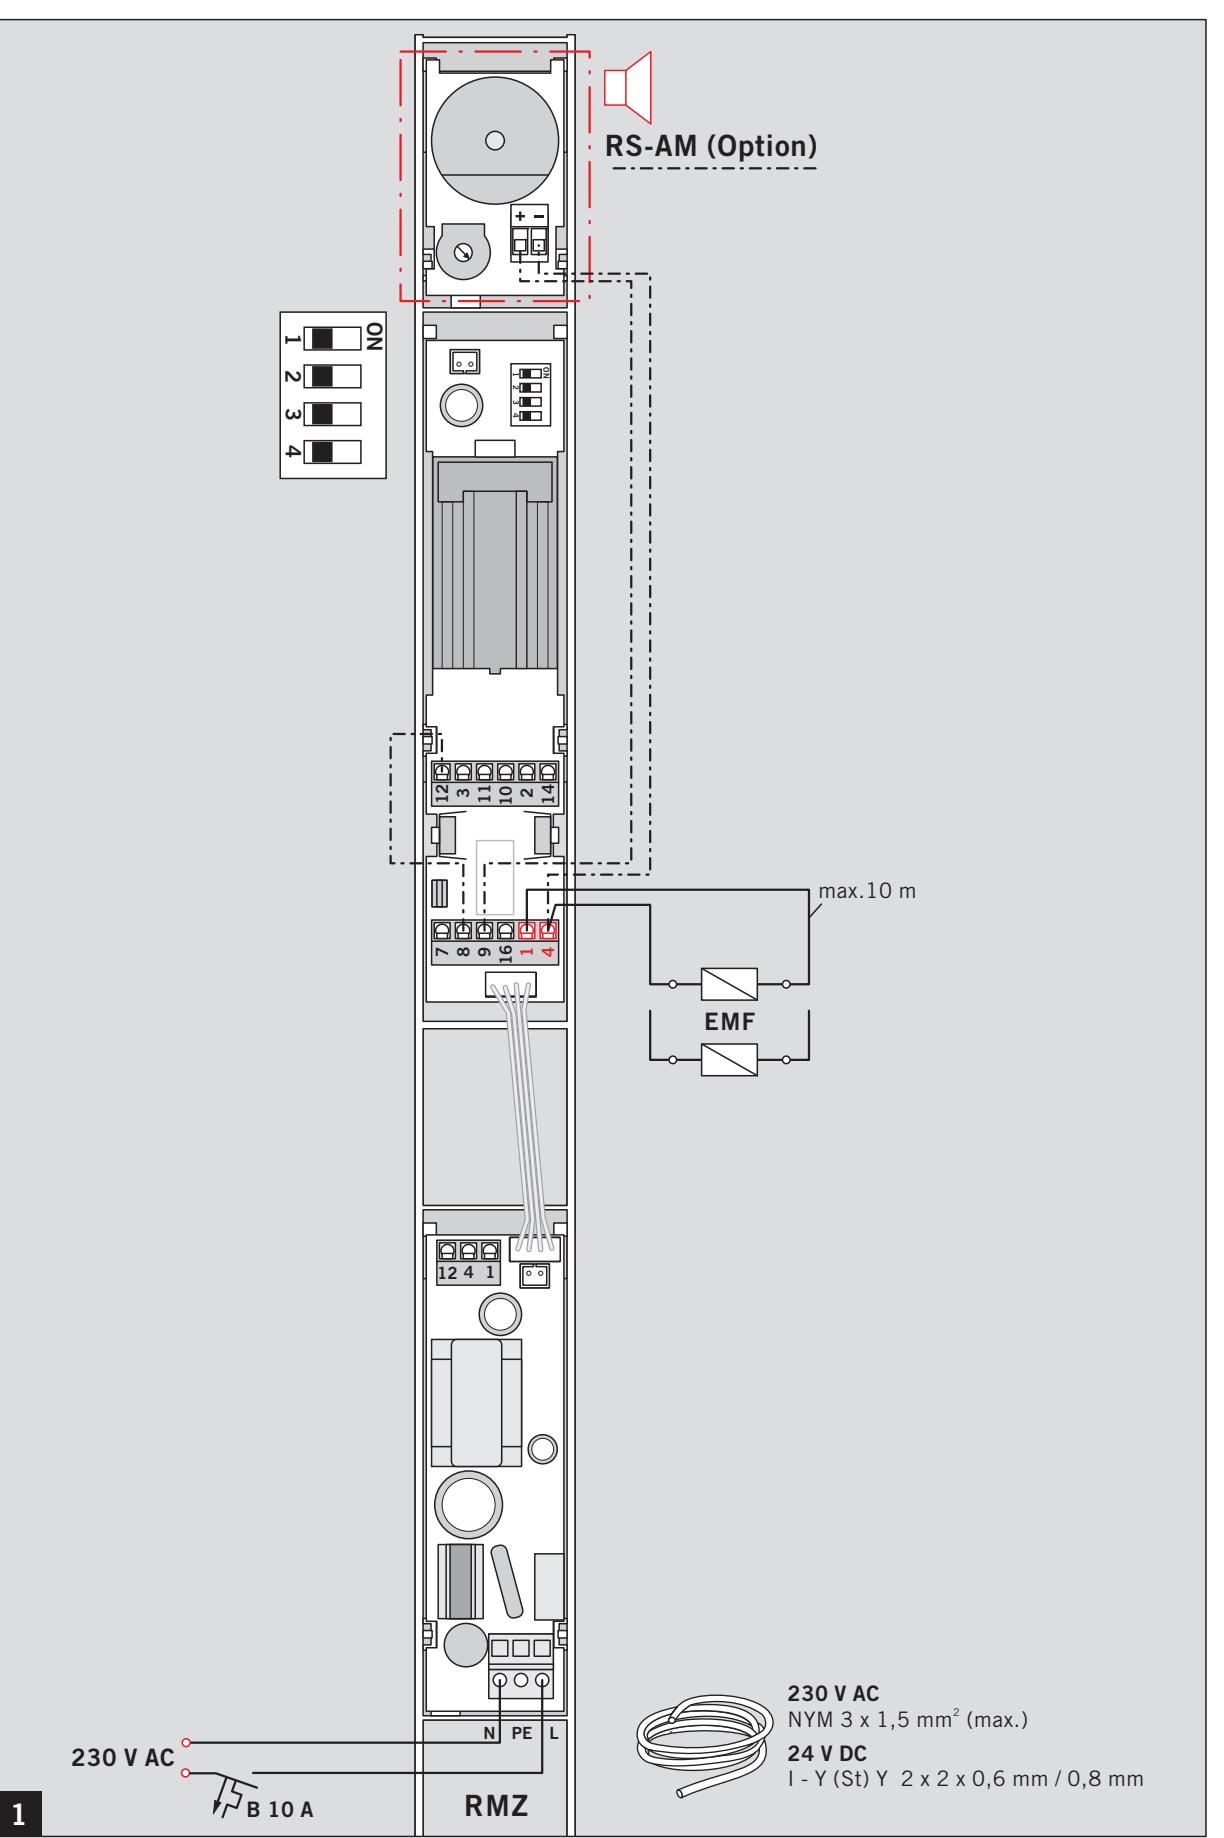 RS-AM (Option)
+ –
ON
1
2
3
4
ON
1
2
3
4
12 3 11 10 2 14
max.10 m
7 8 9 16 1 4
EMF
12 4 1
230 V AC
NYM 3 x 1,5 mm² (max.)
24 V DC
I - Y (St) Y 2 x 2 x 0,6 mm / 0,8 mm
N PE L
230 V AC
B 10 A
RMZ
1